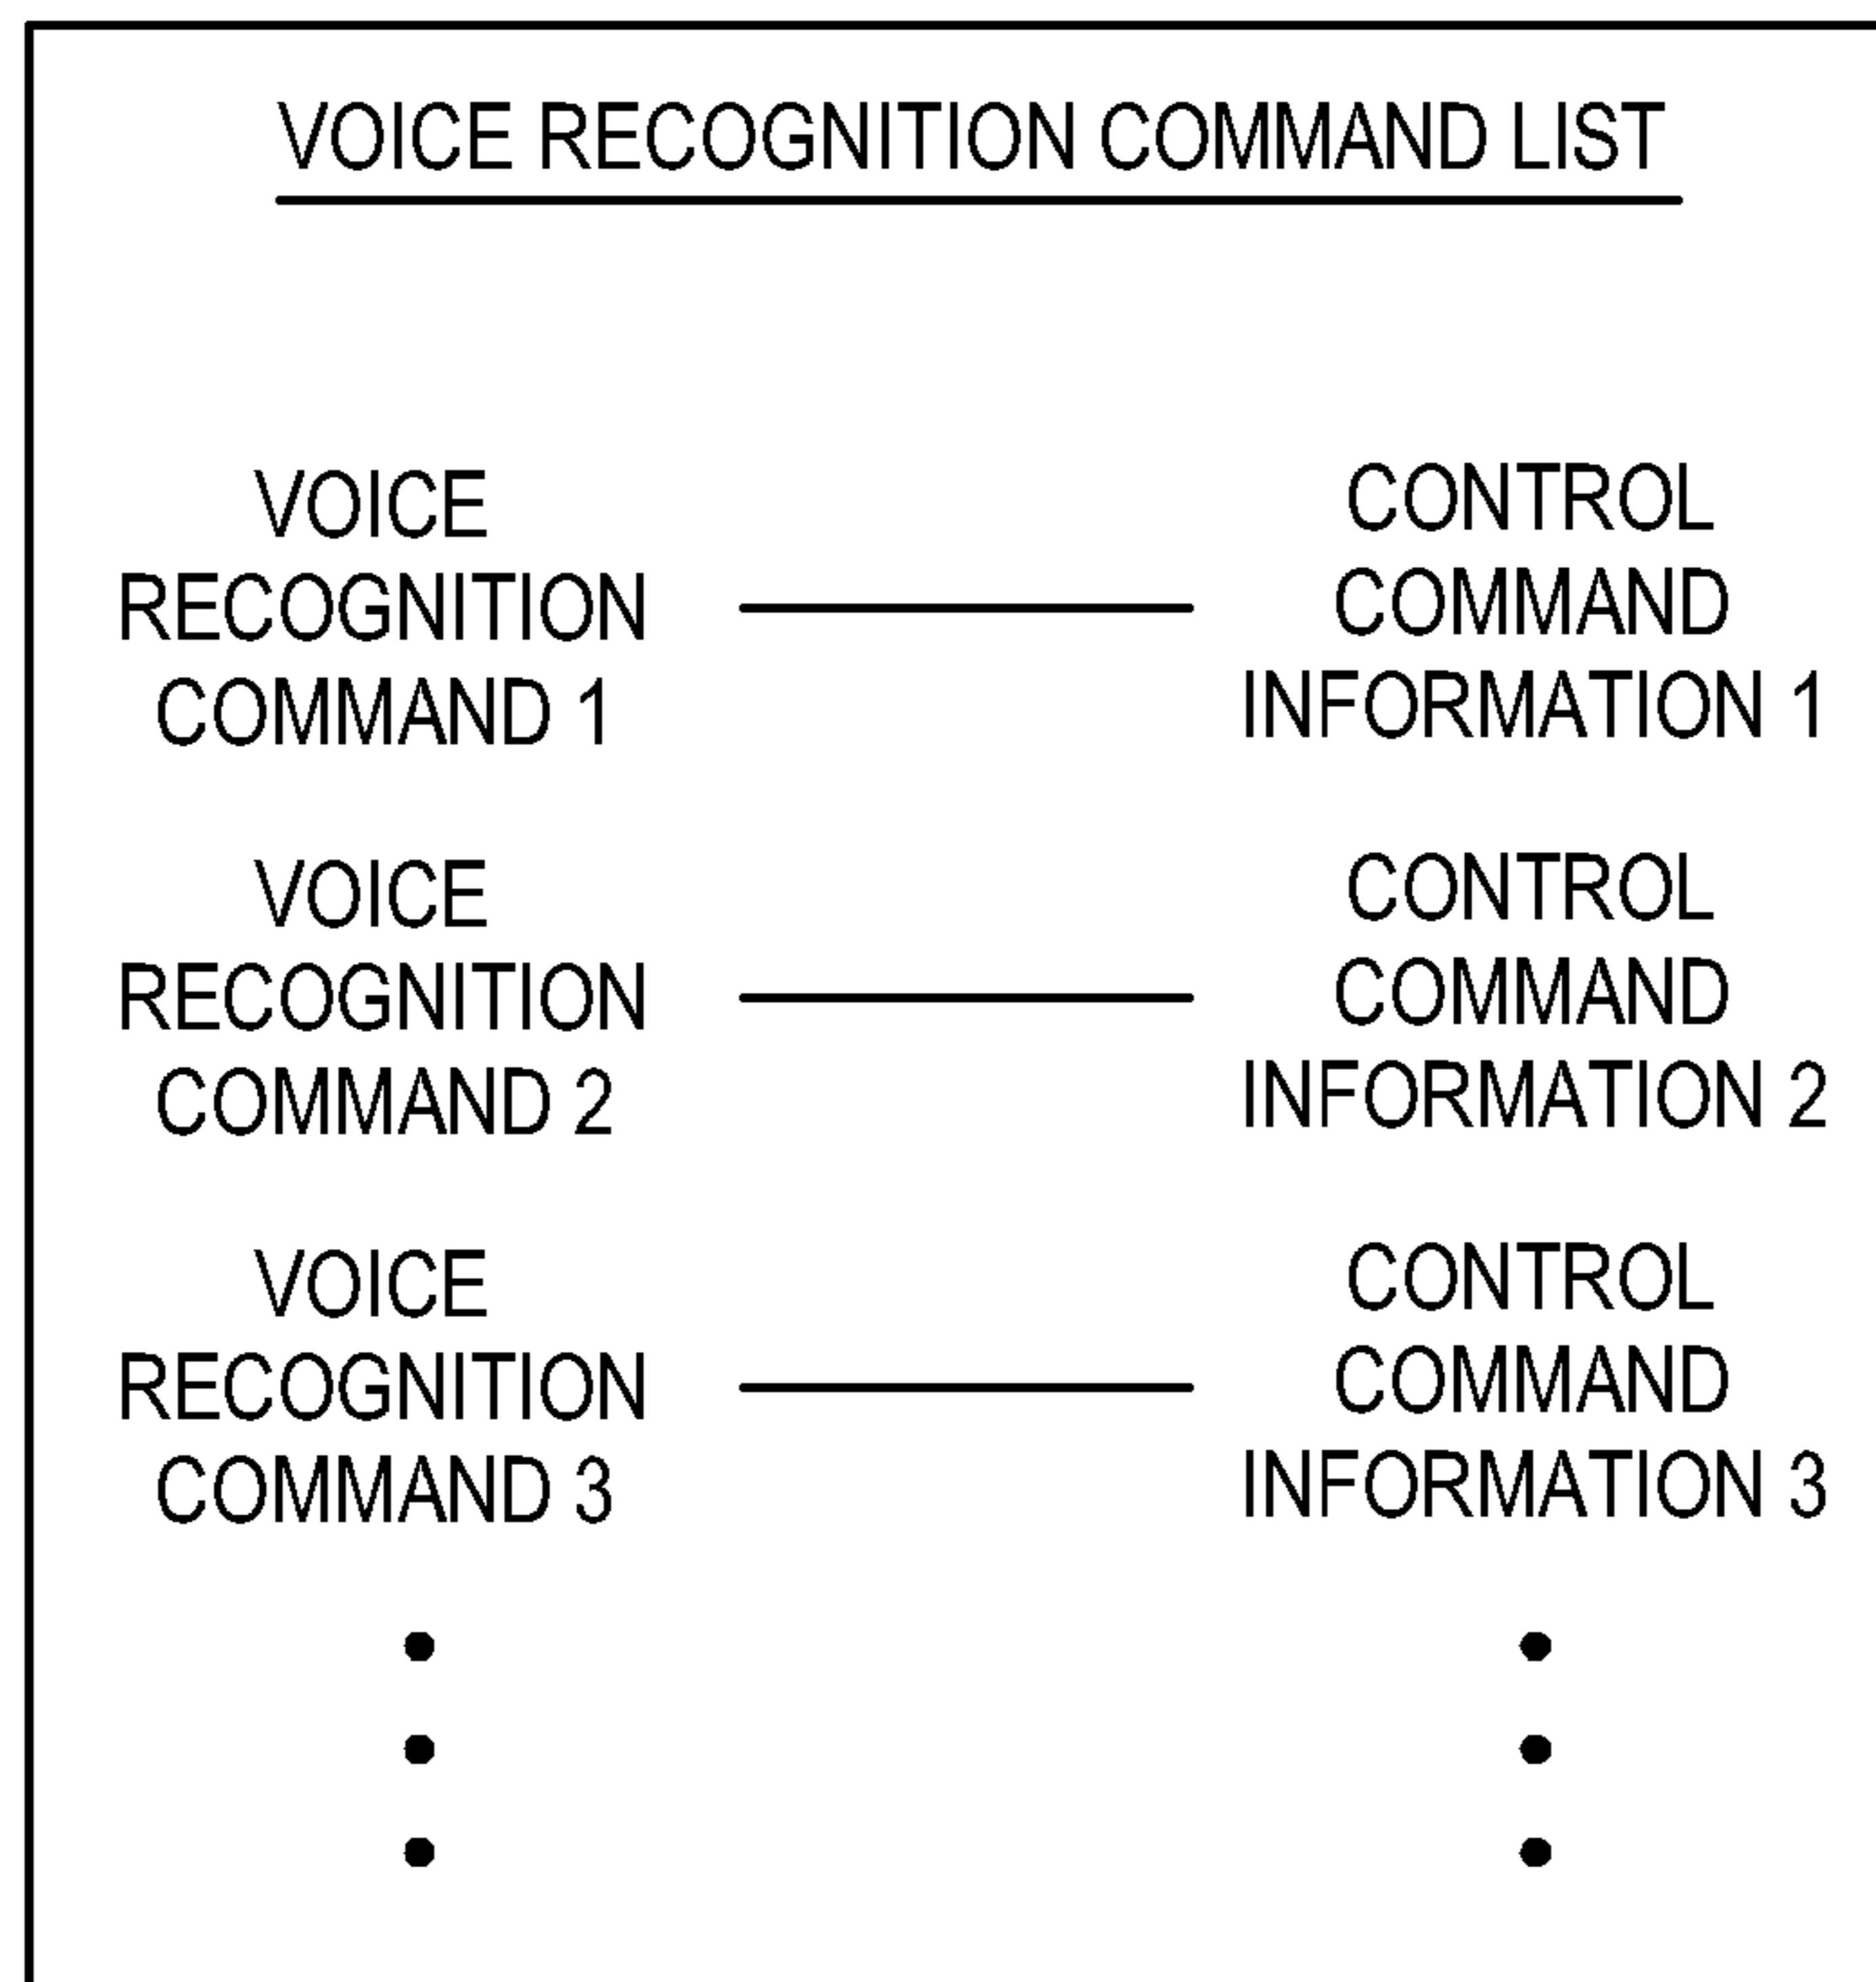 VOICE RECOGNITION COMMAND LIST
VOICE
RECOGNITION
COMMAND 1
CONTROL
COMMAND
INFORMATION 1
VOICE
RECOGNITION
COMMAND 2
CONTROL
COMMAND
INFORMATION 2
VOICE
RECOGNITION
COMMAND 3
CONTROL
COMMAND
INFORMATION 3